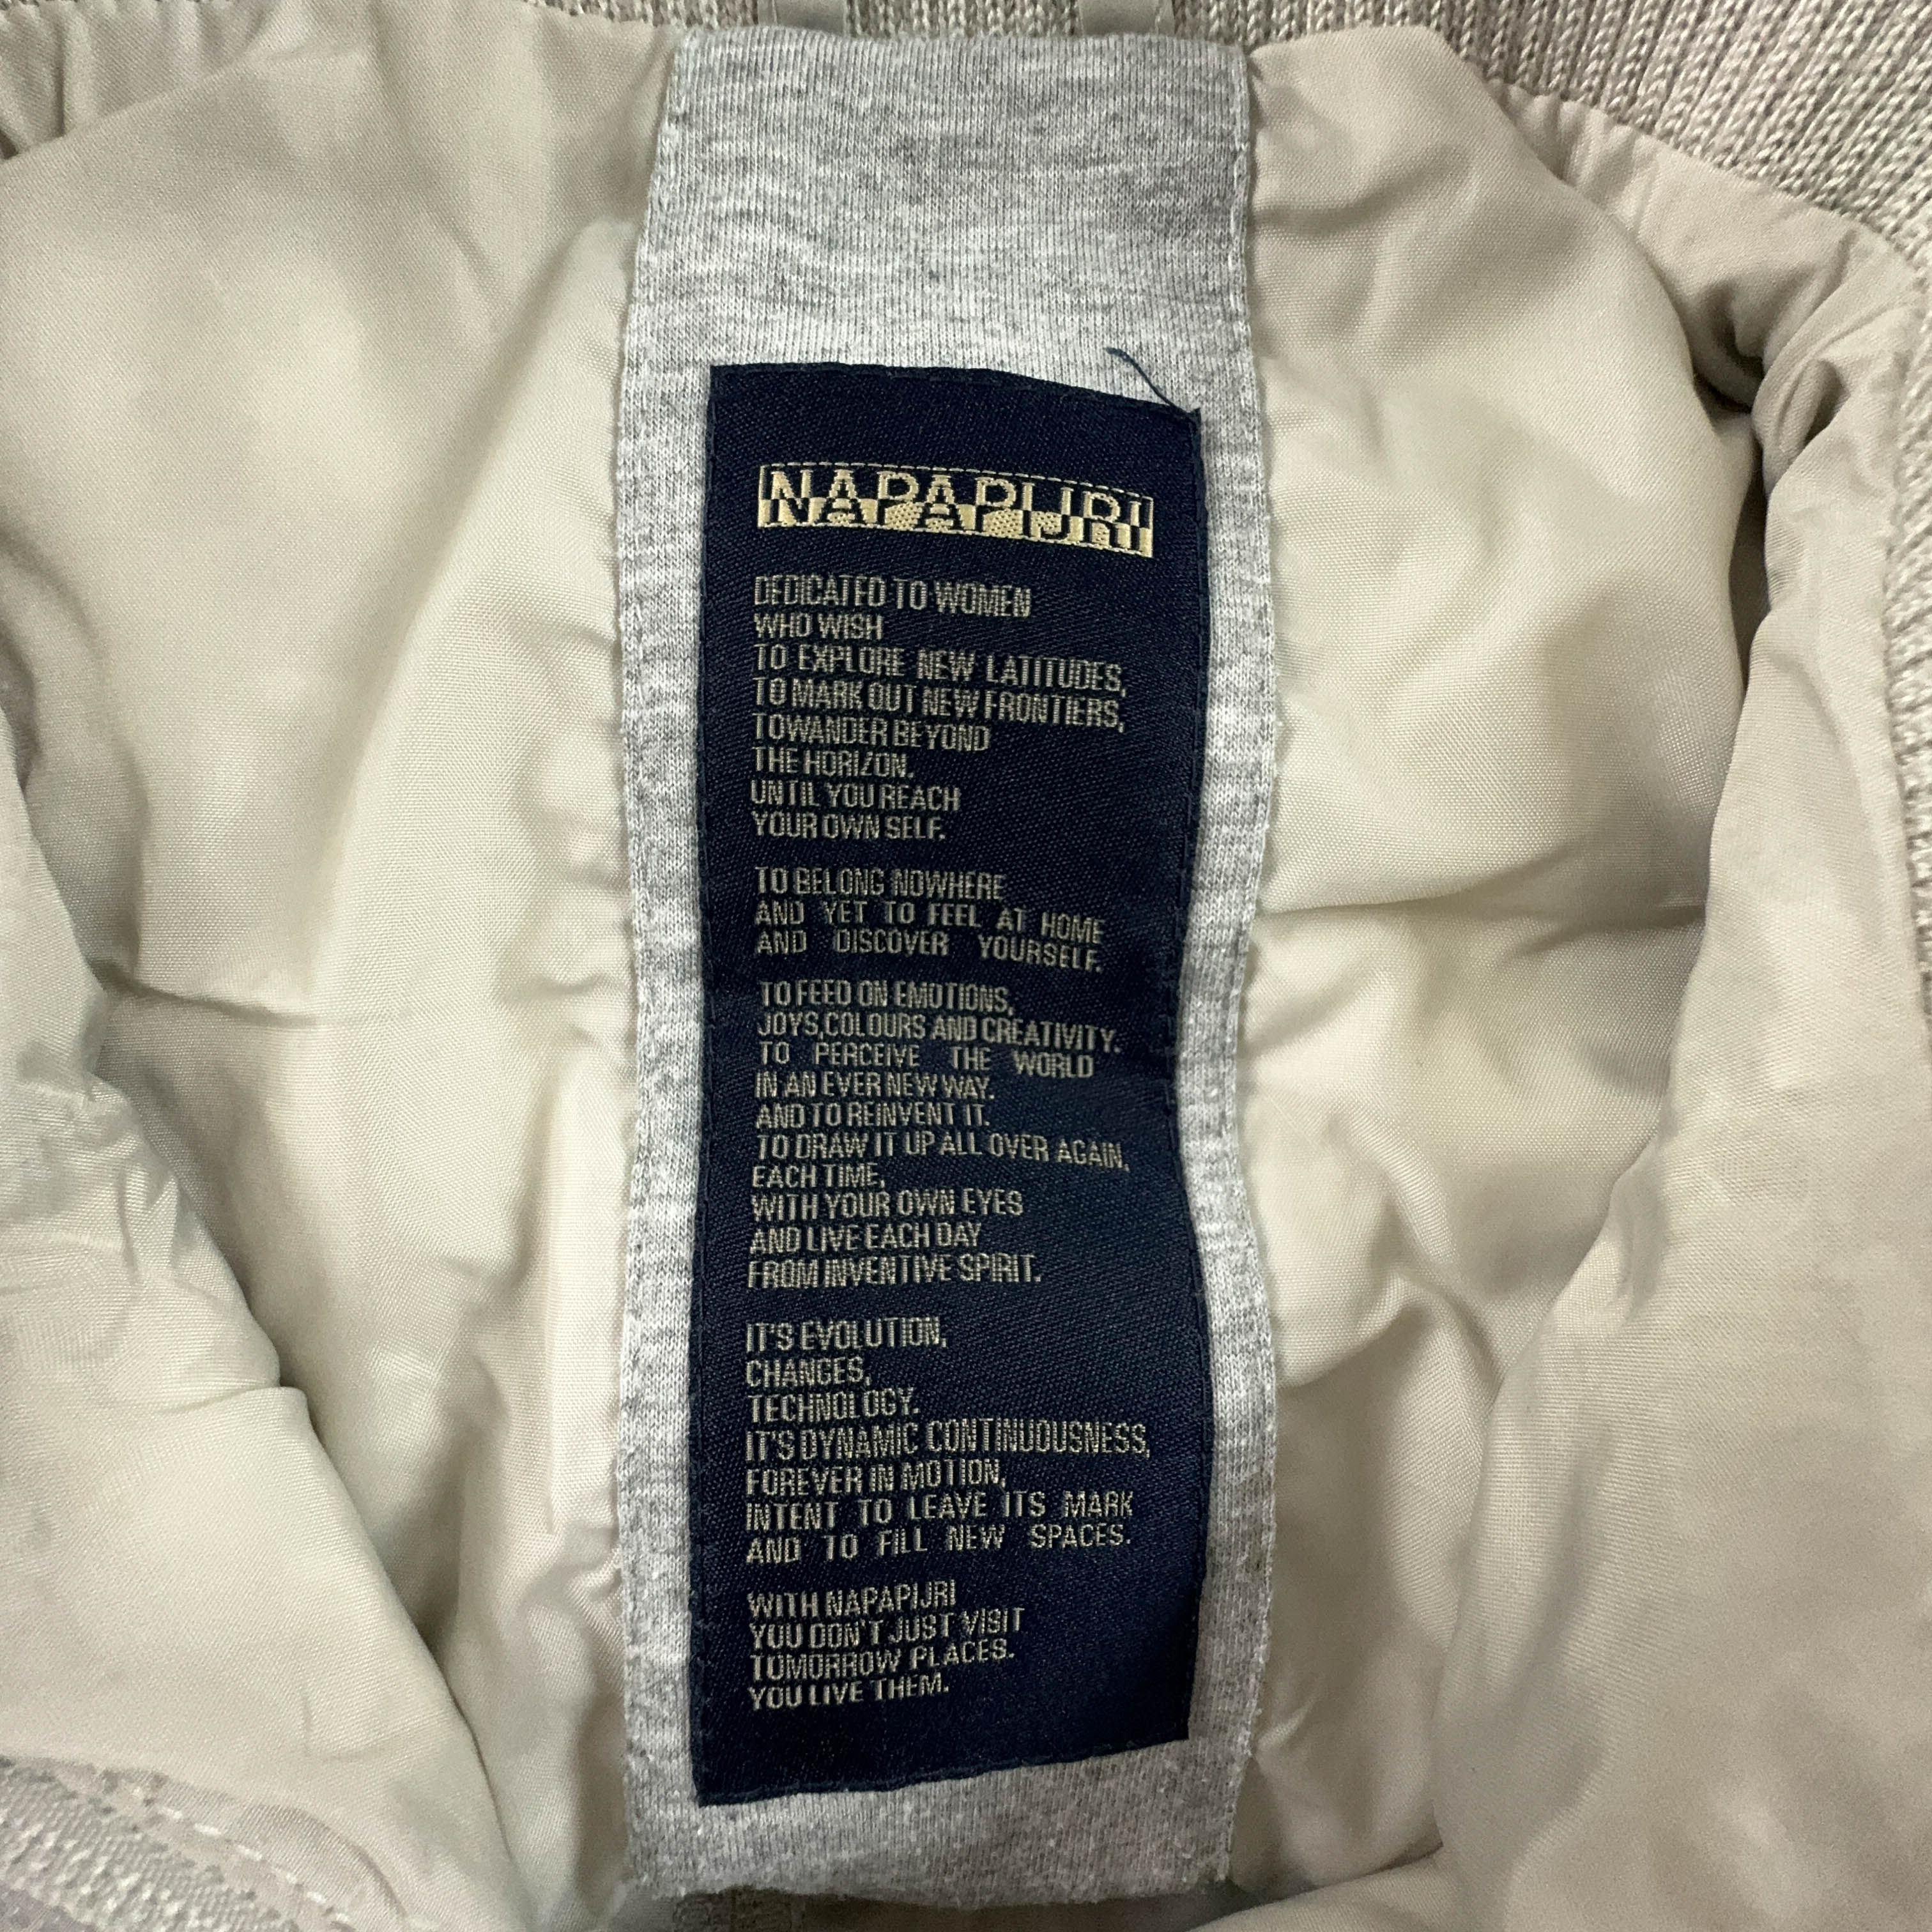 NAPAPIJRI
DEDICATED TO WOMEN
WHO WISH
TO EXPLORE NEW LATITUDES,
TO MARK OUT NEW FRONTIERS,
TO WANDER BEYOND
THE HORIZON.
UNTIL YOU REACH
YOUR OWN SELF.
TO BELONG NOWHERE
AND YET TO FEEL AT HOME
AND DISCOVER YOURSELF.
TO FEED ON EMOTIONS,
JOYS, COLOURS AND CREATIVITY.
TO PERCEIVE THE WORLD
IN AN EVER NEW WAY.
AND TO REINVENT IT.
TO DRAW IT UP ALL OVER AGAIN,
EACH TIME,
WITH YOUR OWN EYES
AND LIVE EACH DAY
FROM INVENTIVE SPIRIT.
IT'S EVOLUTION,
CHANGES,
TECHNOLOGY.
IT'S DYNAMIC CONTINUOUSNESS,
FOREVER IN MOTION,
INTENT TO LEAVE ITS MARK
AND TO FILL NEW SPACES.
WITH NAPAPIJRI
YOU DON'T JUST VISIT
TOMORROW PLACES.
YOU LIVE THEM.